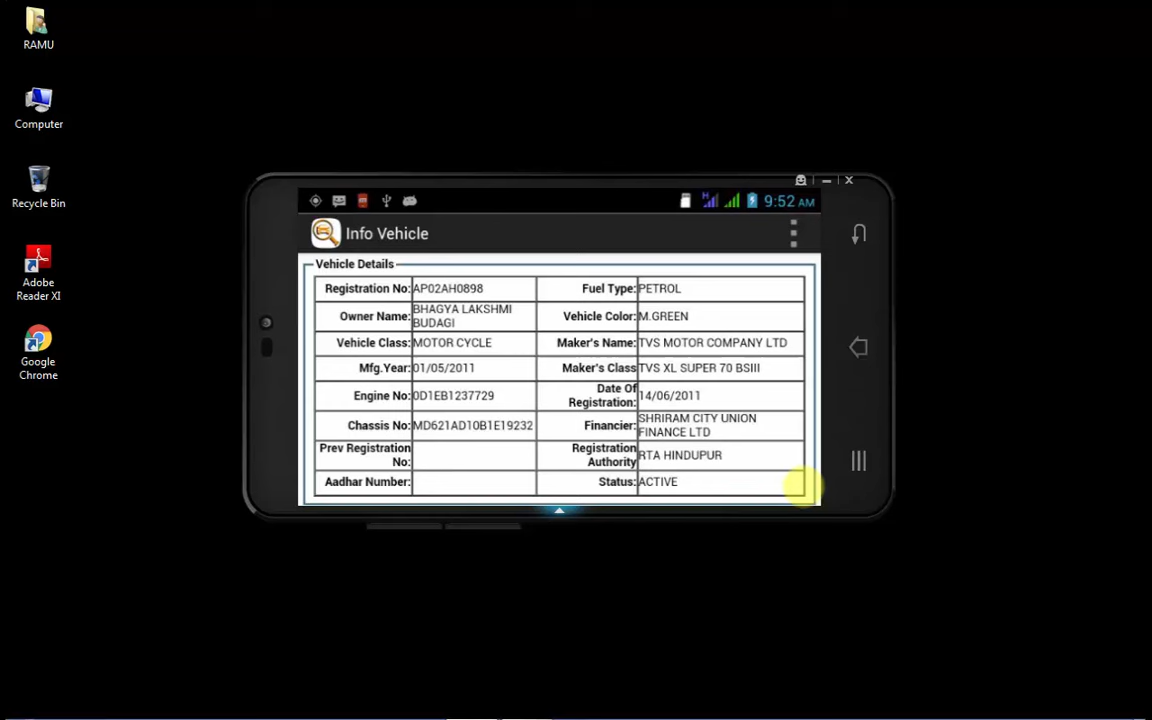 RAMU
Computer
Recycle Bin
Adobe
Reader XI
Google
Chrome
9:52 AM
Info Vehicle
Vehicle Details
Registration No: AP02AH0898 Fuel Type: PETROL
Owner Name: BHAGYA LAKSHMI
BUDAGI
Vehicle Color: M.GREEN
Vehicle Class: MOTOR CYCLE Maker's Name: TVS MOTOR COMPANY LTD
Mfg.Year: 01/05/2011 Maker's Class TVS XL SUPER 70 BSIII
Engine No: 0D1EB1237729
Date Of
Registration: 14/06/2011
Chassis No: MD621AD10B1E19232
Financier: SHRIRAM CITY UNION
FINANCE LTD
Prev Registration
No:
Registration
Authority RTA HINDUPUR
Aadhar Number: Status: ACTIVE